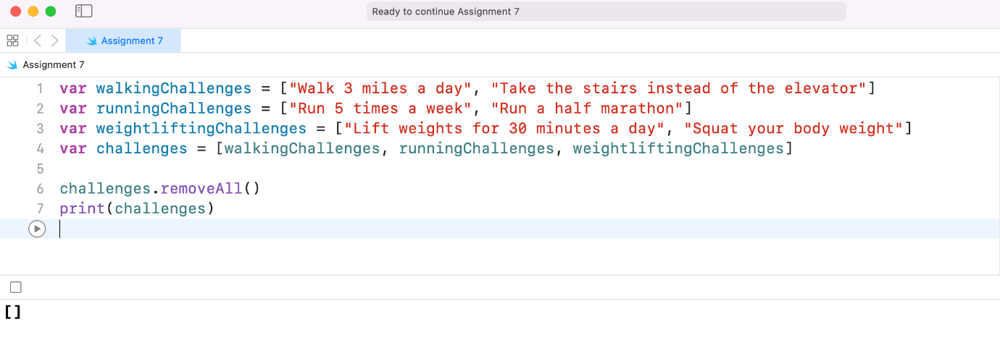 Ready to continue Assignment 7
Assignment 7
Assignment 7
1 var walkingChallenges = ["Walk 3 miles a day", "Take the stairs instead of the elevator"]
2 var runningChallenges = ["Run 5 times a week", "Run a half marathon"]
3 var weightliftingChallenges = ["Lift weights for 30 minutes a day", "Squat your body weight"]
4 var challenges = [walkingChallenges, runningChallenges, weightliftingChallenges]
5
6 challenges.removeAll()
7 print(challenges)
[]